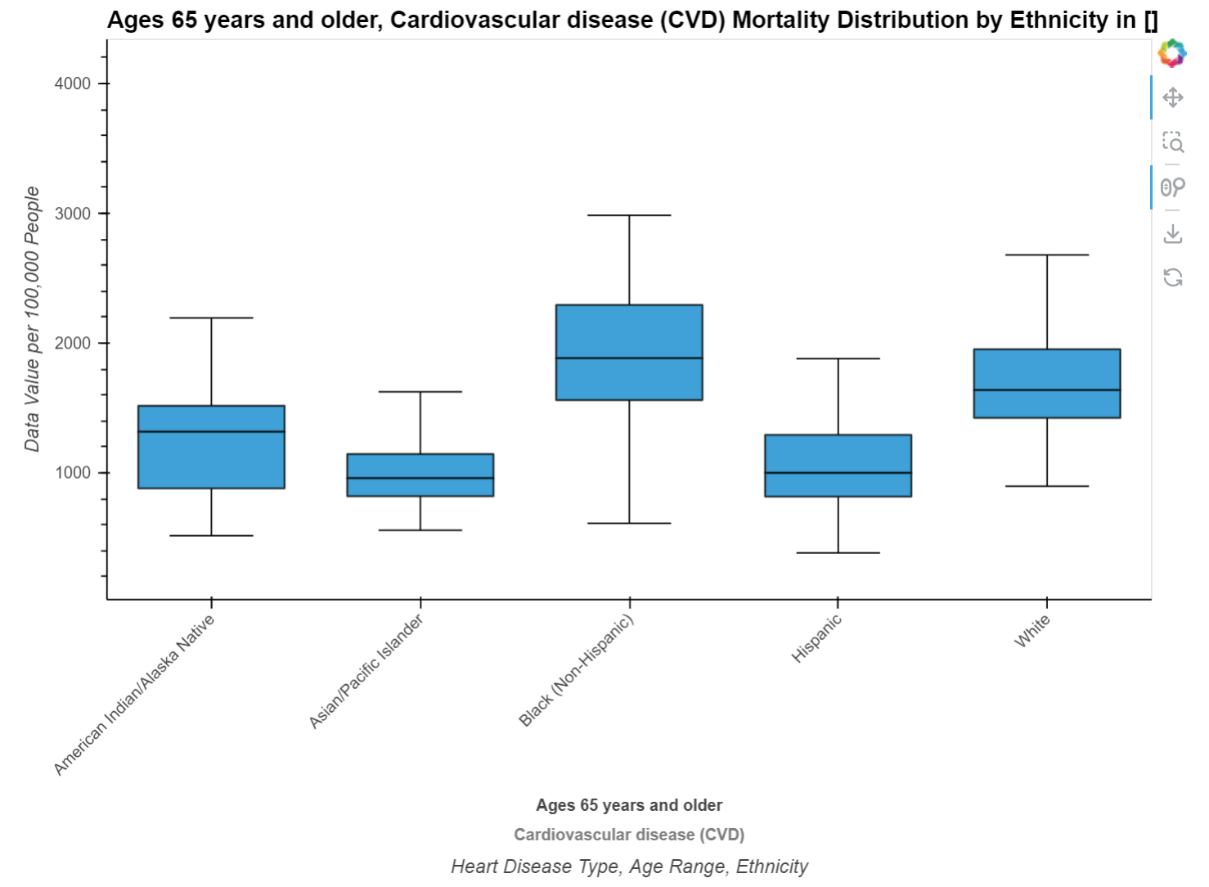 Ages 65 years and older, Cardiovascular disease (CVD) Mortality Distribution by Ethnicity in []
Data Value per 100,000 People
4000
3000
2000
1000
American Indian/Alaska Native
Asian/Pacific Islander
Black (Non-Hispanic)
Hispanic
White
Ages 65 years and older
Cardiovascular disease (CVD)
Heart Disease Type, Age Range, Ethnicity